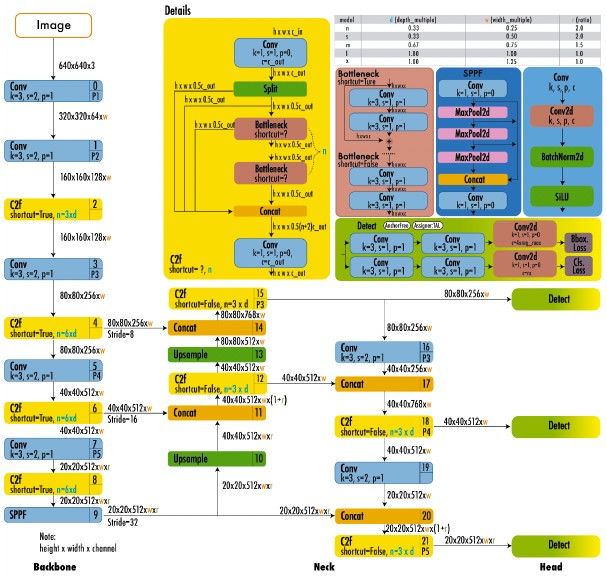 Image
640x640x3
Conv 0
k=3, s=2, p=1 P1
320x320x64xw
Conv 1
k=3, s=2, p=1 P2
160x160x128xw
C2f 2
shortcut=True, n=3xd
160x160x128xw
Conv 3
k=3, s=2, p=1 P3
80x80x256xw
C2f 4
shortcut=True, n=6xd
80x80x256xw
Stride=8
80x80x256xw
Conv 5
k=3, s=2, p=1 P4
40x40x512xw
C2f 6
shortcut=True, n=6xd
40x40x512xw
Stride=16
40x40x512xw
Conv 7
k=3, s=2, p=1 P5
20x20x512xwxr
C2f 8
shortcut=True, n=6xd
20x20x512xwxr
SPPF 9
20x20x512xwxr
Stride=32
Note:
height x width x channel
Backbone
Details
h x w x c_in
Conv
k=1, s=1, p=0,
c=c_out
h x w x c_out
Split
h x w x 0.5c_out
h x w x 0.5c_out
h x w x 0.5c_out
h x w x 0.5c_out
Bottleneck
shortcut=?
n
h x w x 0.5c_out
Bottleneck
shortcut=?
h x w x 0.5c_out
Concat
h x w x 0.5(n+2)c_out
Conv
k=1, s=1, p=0,
c=c_out
h x w x c_out
C2f
shortcut= ?, n
model d (depth_multiple) w (width_multiple) r (ratio)
n 0.33 0.25 2.0
s 0.33 0.50 2.0
m 0.67 0.75 1.5
l 1.00 1.00 1.0
x 1.00 1.25 1.0
Bottleneck
shortcut=Ture
hxwxc
Conv
k=3, s=1, p=1
Conv
k=3, s=1, p=1
hxwxc
Bottleneck
shortcut=False
hxwxc
Conv
k=3, s=1, p=1
Conv
k=3, s=1, p=1
hxwxc
SPPF
Conv
k=1, s=1, p=0
MaxPool2d
MaxPool2d
MaxPool2d
Concat
Conv
k=1, s=1, p=0
Conv
k, s, p, c
Conv2d
k, s, p, c
BatchNorm2d
SiLU
Detect Anchorfree Assigner:TAL
Conv
k=3, s=1, p=1
Conv
k=3, s=1, p=1
Conv2d
k=1, s=1, p=0
c=4xreg_max
Bbox.
Loss
Conv
k=3, s=1, p=1
Conv
k=3, s=1, p=1
Conv2d
k=1, s=1, p=0
c=nc
Cls.
Loss
C2f 15
shortcut=False, n=3 x d P3
80x80x256xw
Detect
80x80x768xw
Concat 14
80x80x512xw
Upsample 13
40x40x512xw
C2f 12
shortcut=False, n=3 x d
40x40x512xw
40x40x512xwx(1+r)
Concat 11
40x40x512xw
Upsample 10
20x20x512xwxr
80x80x256xw
Conv 16
k=3, s=2, p=1 P3
40x40x256xw
Concat 17
40x40x768xw
C2f 18
shortcut=False, n=3 x d P4
40x40x512xw
Detect
40x40x512xw
Conv 19
k=3, s=2, p=1
20x20x512xw
20x20x512xwxr
Concat 20
20x20x512xwx(1+r)
C2f 21
shortcut=False, n=3 x d P5
20x20x512xwxr
Detect
Neck
Head